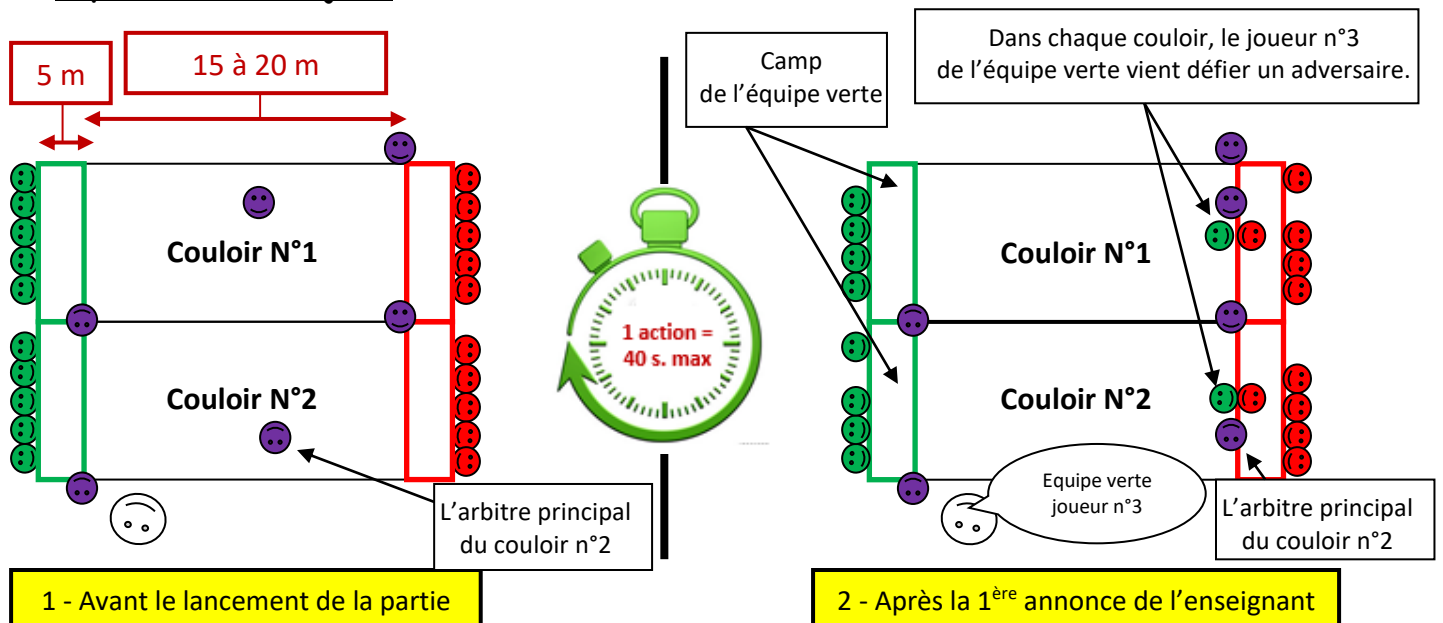 5 m
15 à 20 m
Couloir N°1
Couloir N°2
L’arbitre principal
du couloir n°2
1 - Avant le lancement de la partie
1 action =
40 s. max
Camp
de l’équipe verte
Dans chaque couloir, le joueur n°3
de l’équipe verte vient défier un adversaire.
Couloir N°1
Couloir N°2
Equipe verte
joueur n°3
L’arbitre principal
du couloir n°2
2 - Après la 1ère annonce de l’enseignant